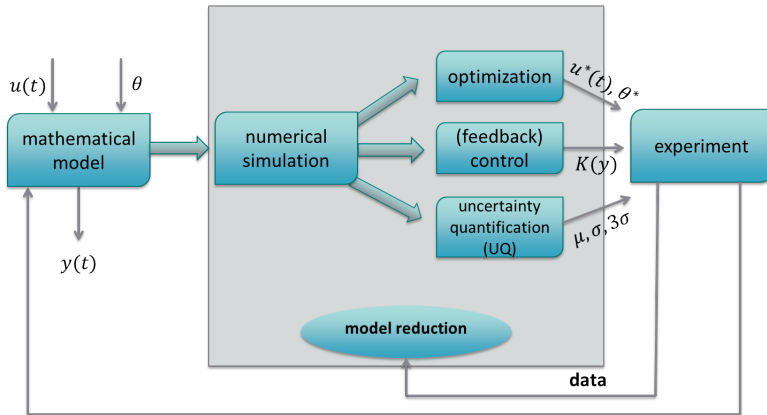 u(t)
θ
mathematical
model
y(t)
numerical
simulation
optimization
(feedback)
control
uncertainty
quantification
(UQ)
u*(t), θ*
K(y)
μ, σ, 3σ
experiment
model reduction
data